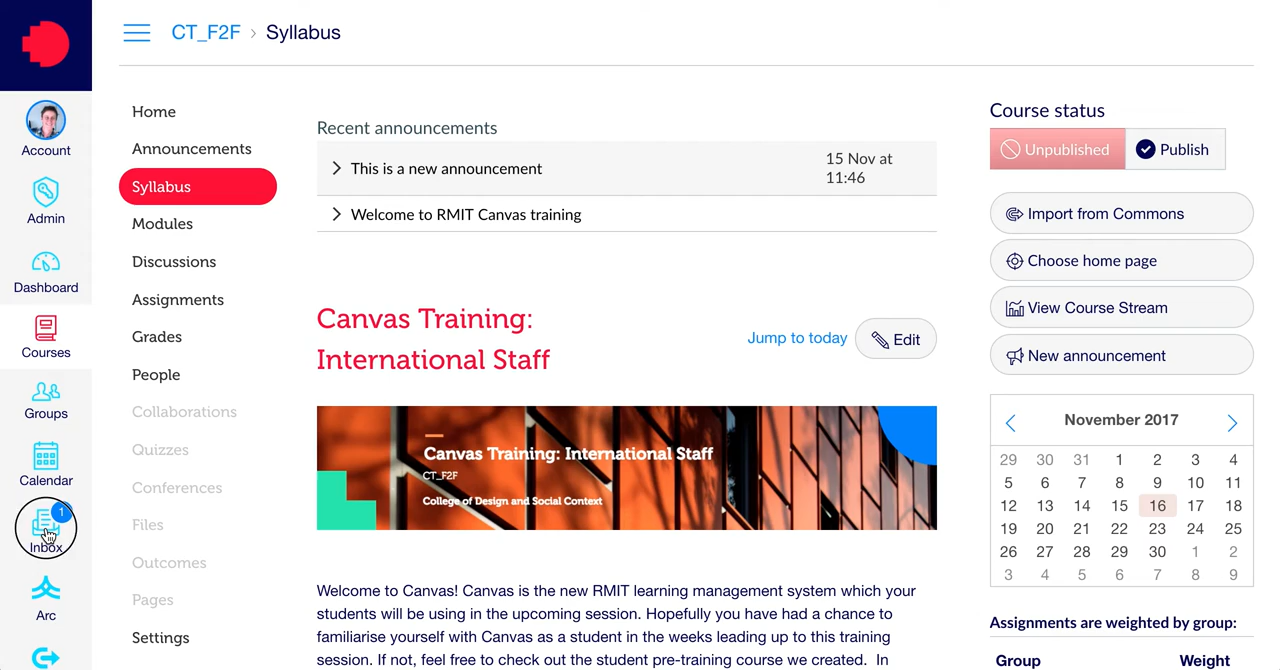 CT_F2F › Syllabus
Account
Admin
Dashboard
Courses
Groups
Calendar
1
Inbox
Arc
Home
Announcements
Syllabus
Modules
Discussions
Assignments
Grades
People
Collaborations
Quizzes
Conferences
Files
Outcomes
Pages
Settings
Recent announcements
This is a new announcement
15 Nov at
11:46
Welcome to RMIT Canvas training
Canvas Training:
International Staff
Jump to today
Edit
Canvas Training: International Staff
CT_F2F
College of Design and Social Context
Welcome to Canvas! Canvas is the new RMIT learning management system which your
students will be using in the upcoming session. Hopefully you have had a chance to
familiarise yourself with Canvas as a student in the weeks leading up to this training
session. If not, feel free to check out the student pre-training course we created. In
Course status
Unpublished
Publish
Import from Commons
Choose home page
View Course Stream
New announcement
November 2017
29 30 31 1 2 3 4
5 6 7 8 9 10 11
12 13 14 15 16 17 18
19 20 21 22 23 24 25
26 27 28 29 30 1 2
3 4 5 6 7 8 9
Assignments are weighted by group:
Group Weight